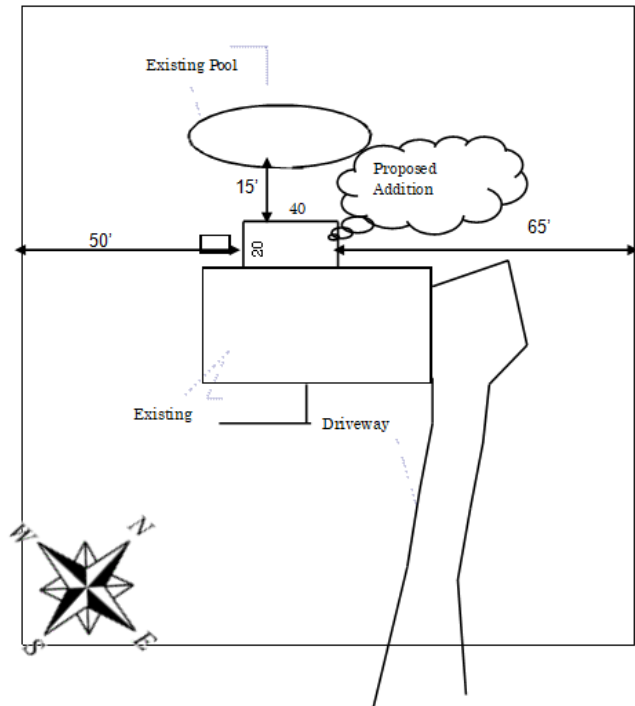 Existing Pool
Proposed
Addition
15’
40
50’
20
65’
Existing
Driveway
W
N
S
E